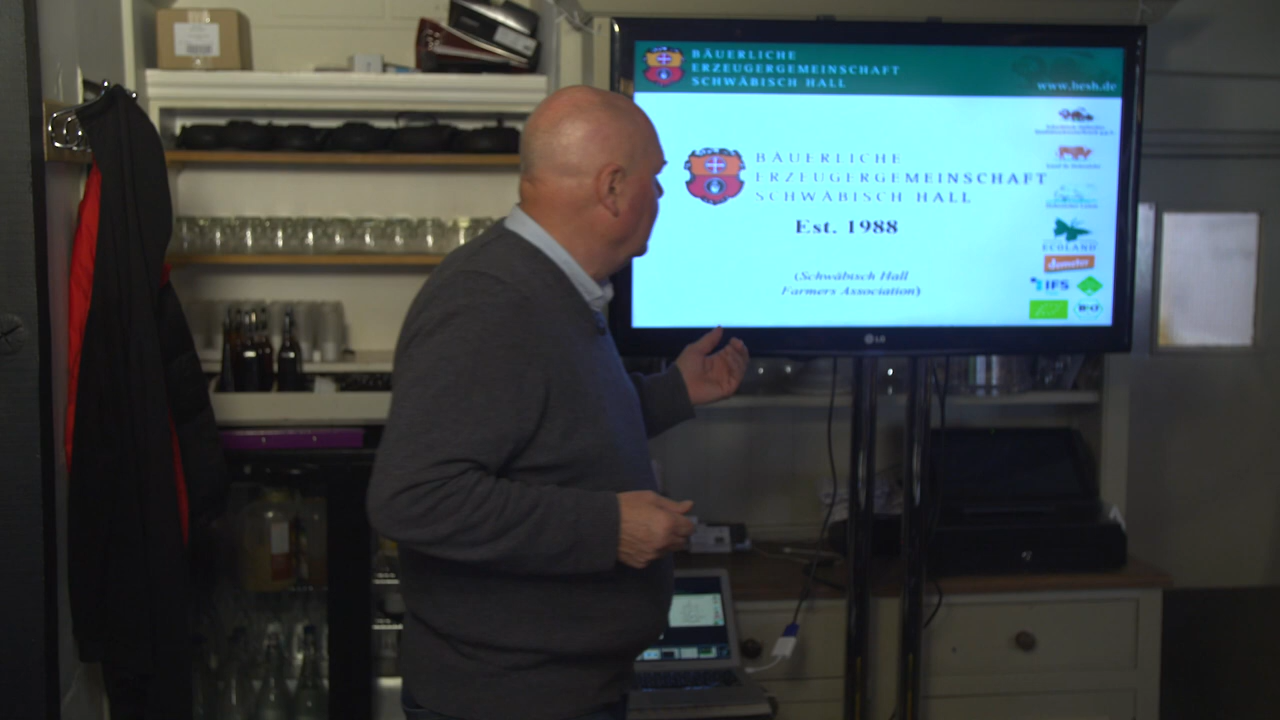 BÄUERLICHE
ERZEUGERGEMEINSCHAFT
SCHWÄBISCH HALL
www.besh.de
BÄUERLICHE
ERZEUGERGEMEINSCHAFT
SCHWÄBISCH HALL
Est. 1988
(Schwäbisch Hall
Farmers Association)
ECOLAND
demeter
IFS
LG